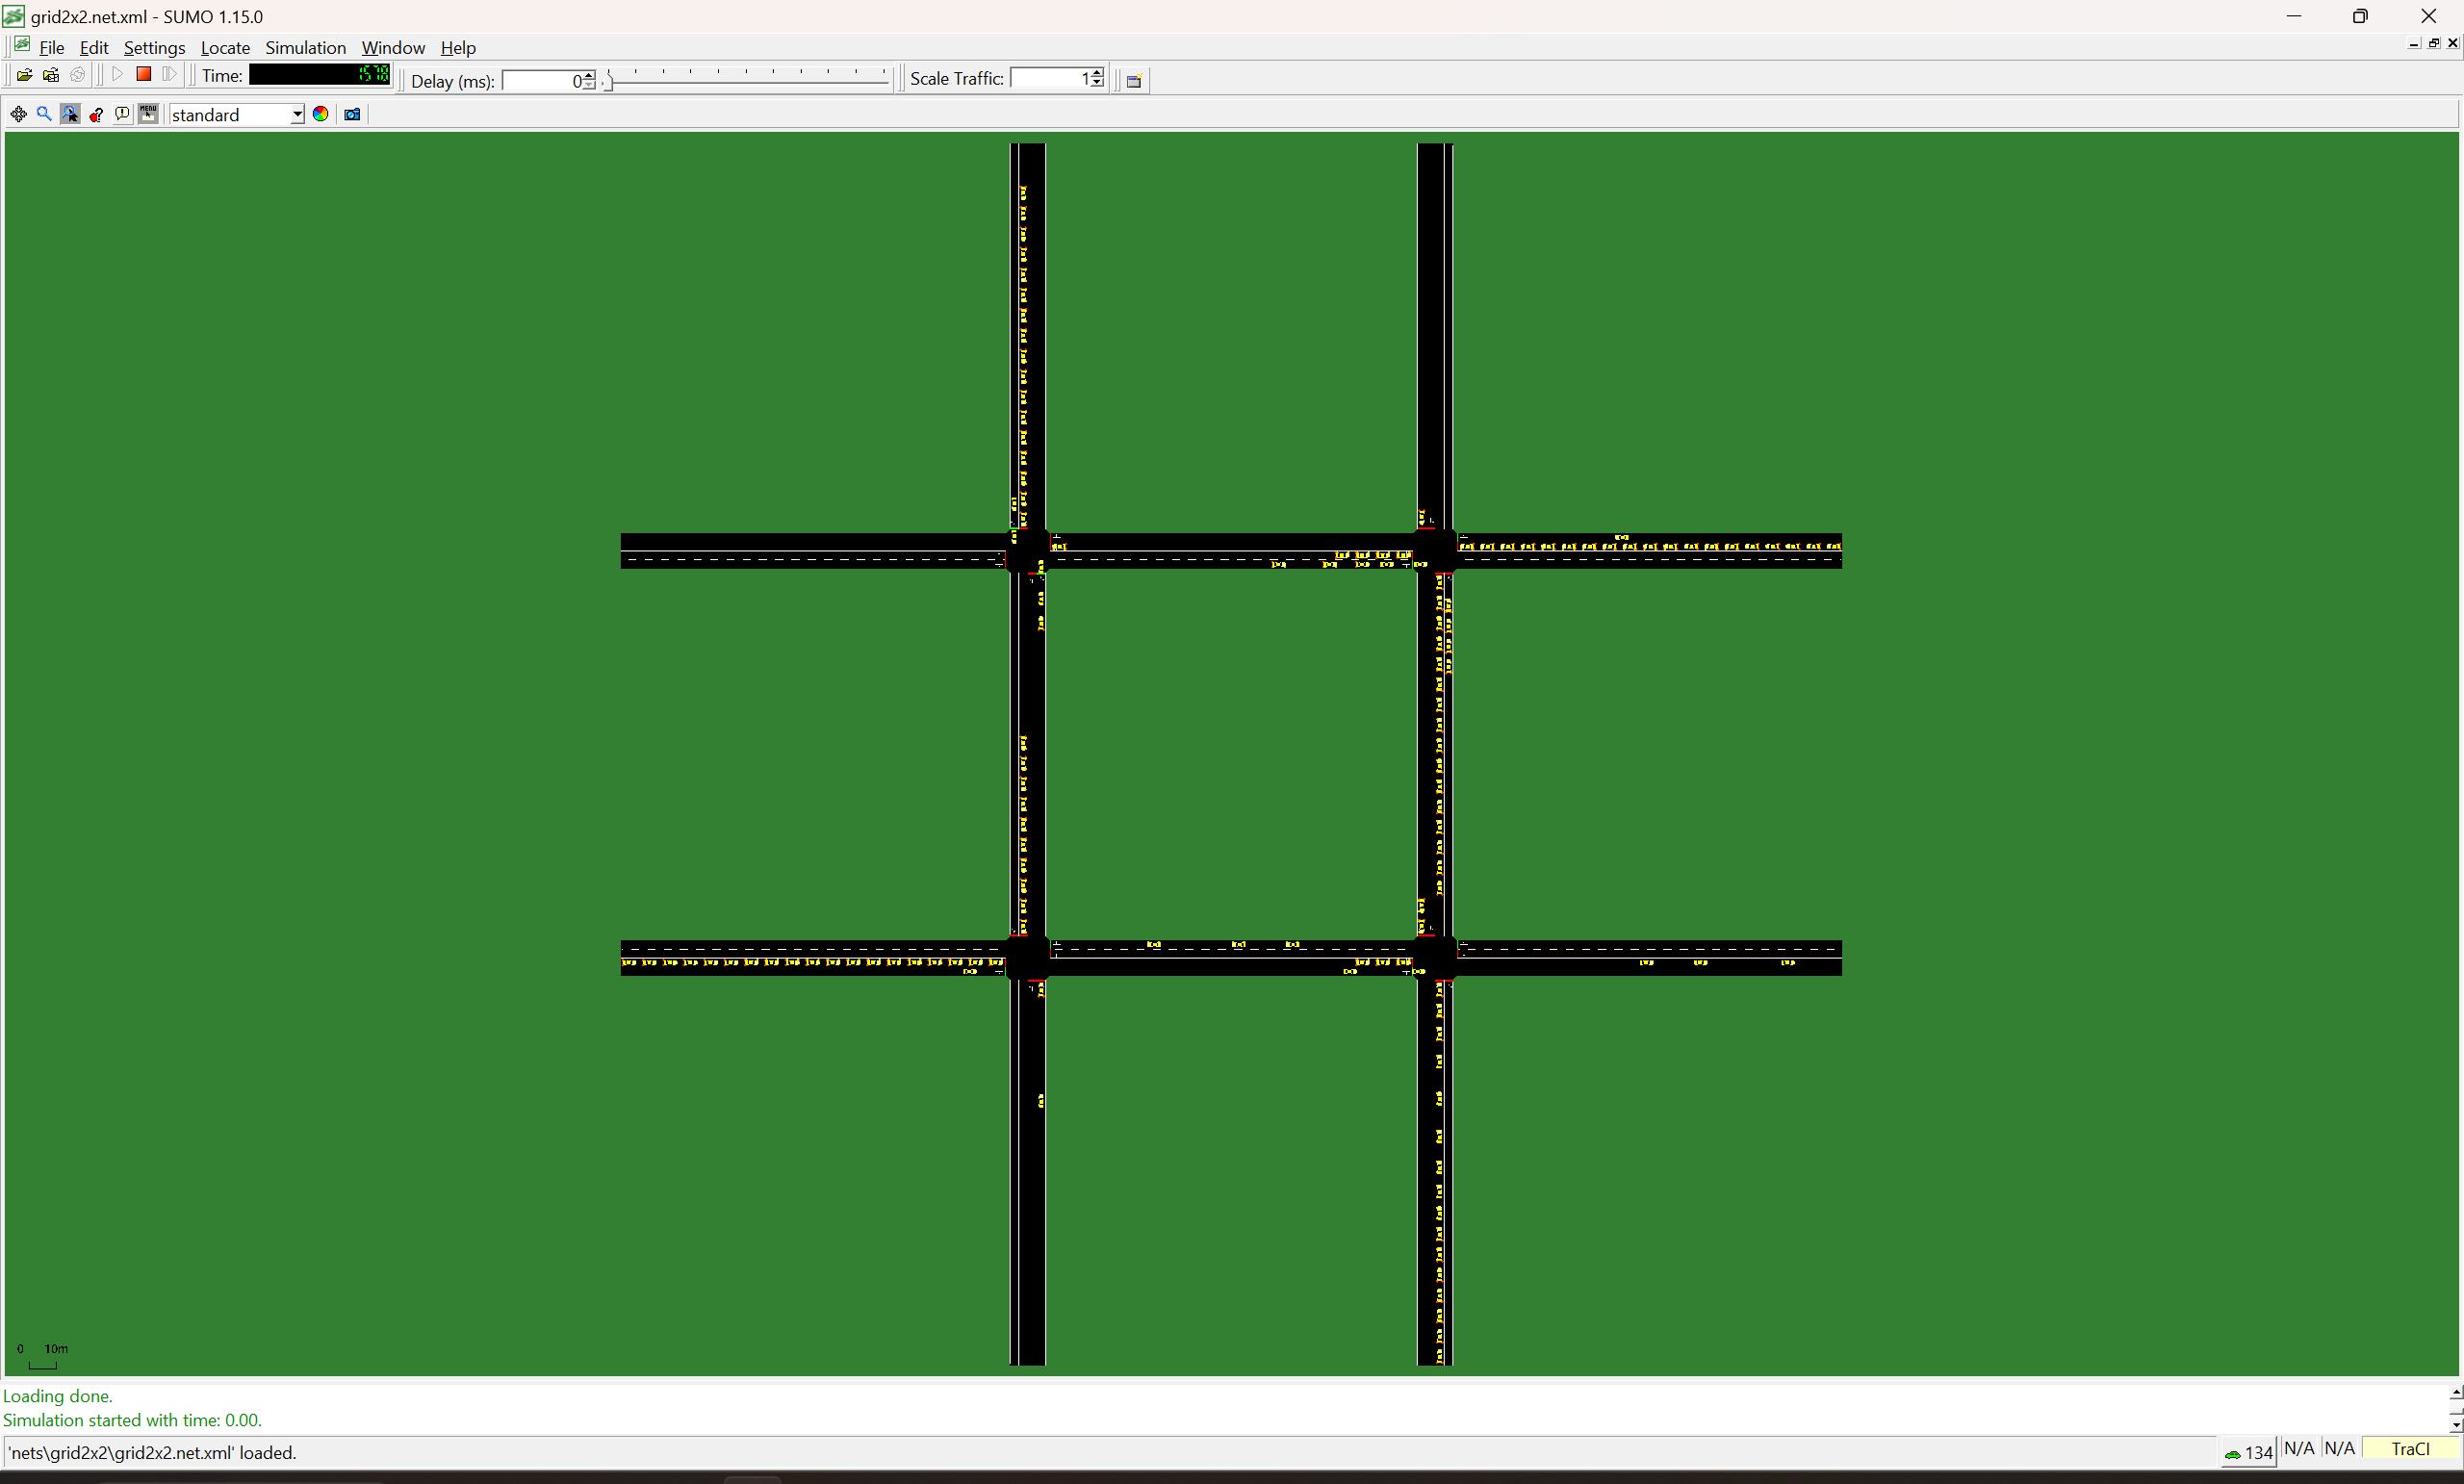 grid2x2.net.xml - SUMO 1.15.0
File Edit Settings Locate Simulation Window Help
Time: 1578 Delay (ms): 0 Scale Traffic: 1
MENU standard
0 10m
Loading done.
Simulation started with time: 0.00.
'nets\grid2x2\grid2x2.net.xml' loaded. 134 N/A N/A TraCI